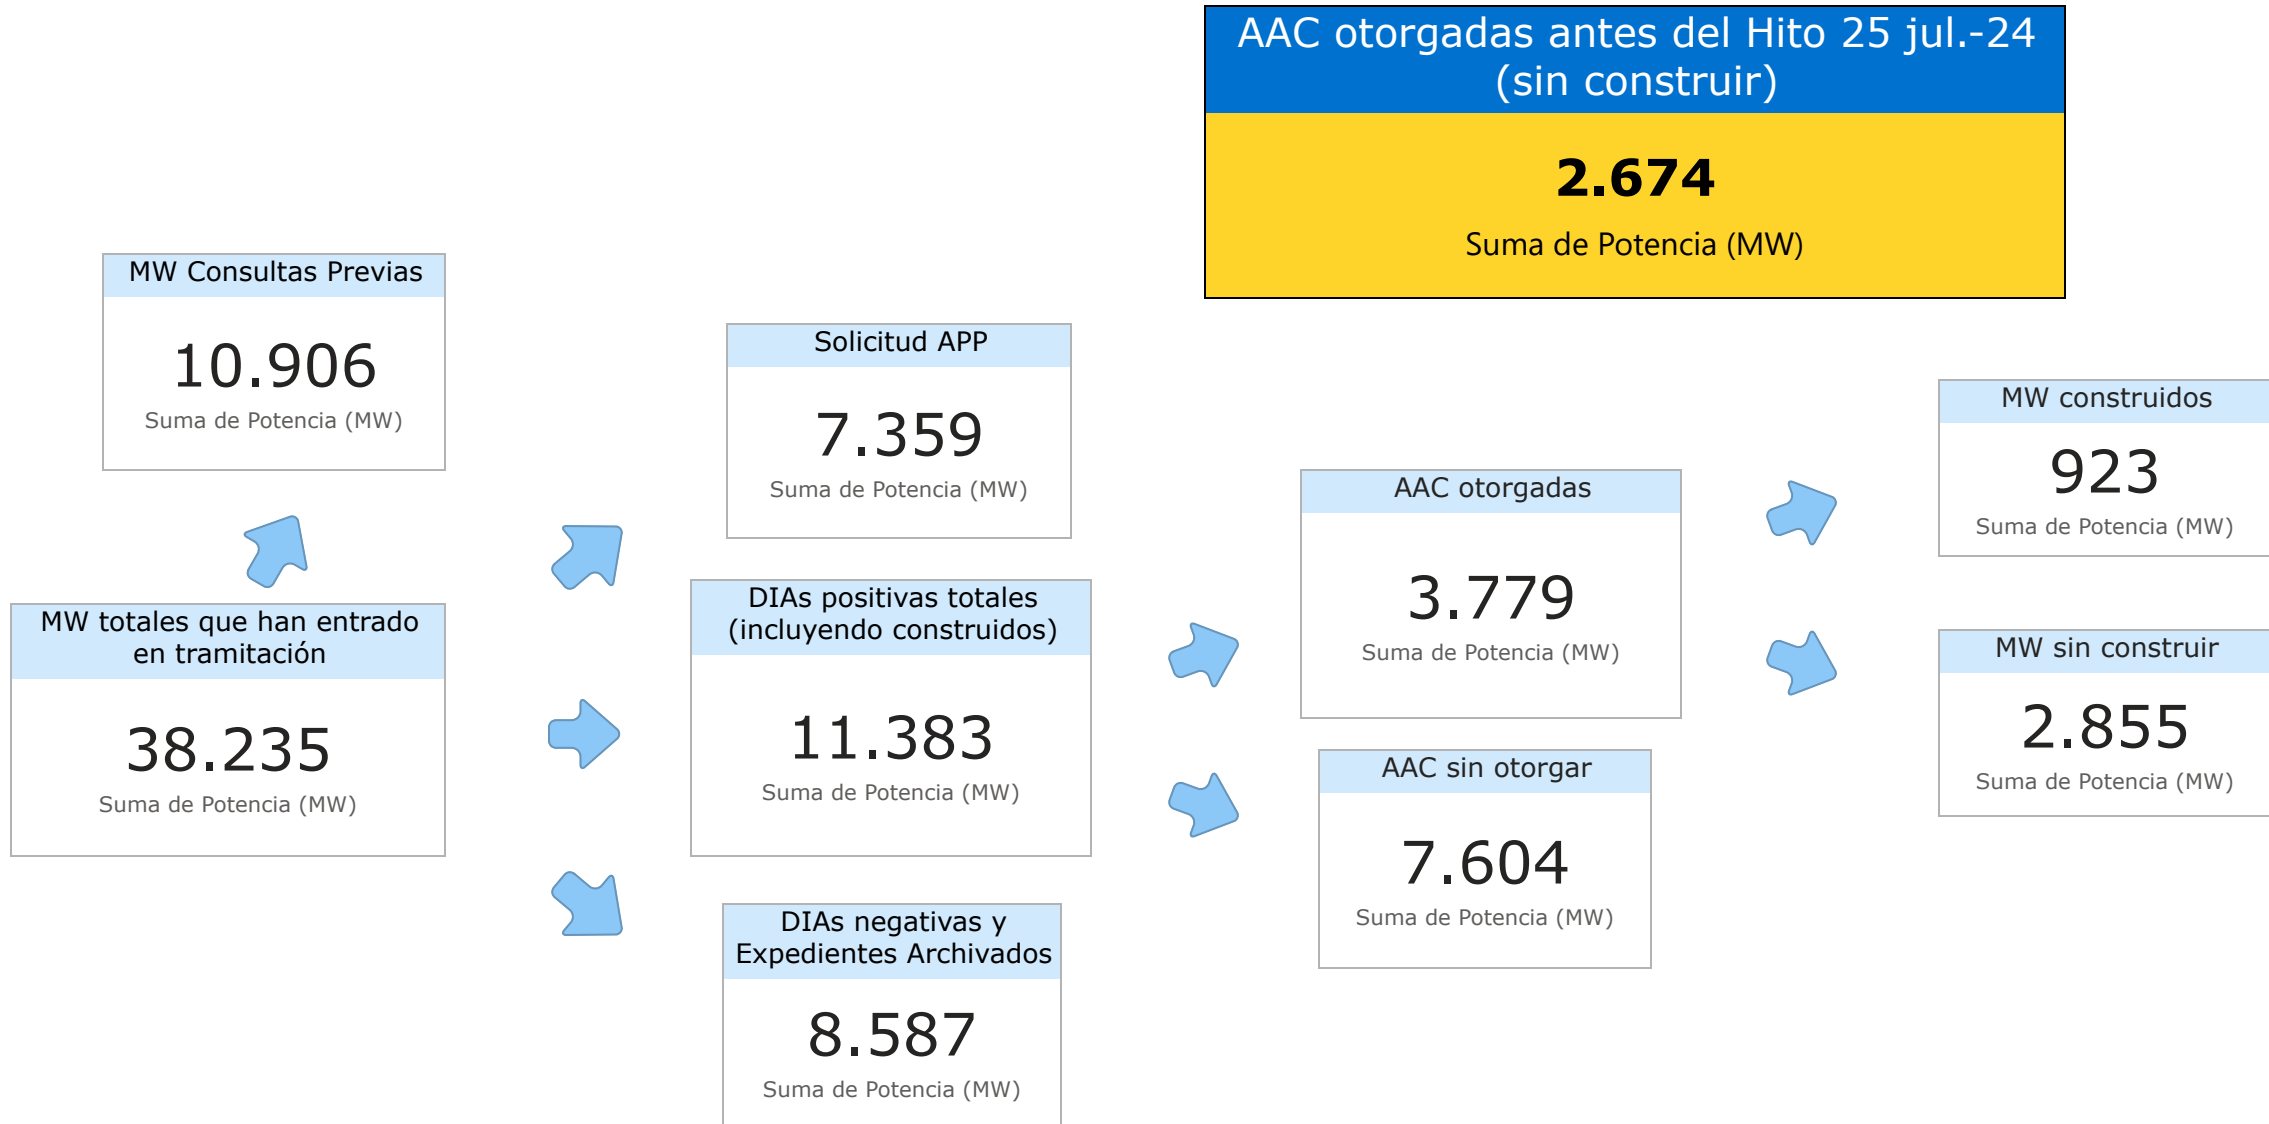 AAC otorgadas antes del Hito 25 jul.-24
(sin construir)
2.674
Suma de Potencia (MW)
MW Consultas Previas
10.906
Suma de Potencia (MW)
MW totales que han entrado
en tramitación
38.235
Suma de Potencia (MW)
Solicitud APP
7.359
Suma de Potencia (MW)
DIAs positivas totales
(incluyendo construidos)
11.383
Suma de Potencia (MW)
DIAs negativas y
Expedientes Archivados
8.587
Suma de Potencia (MW)
AAC otorgadas
3.779
Suma de Potencia (MW)
AAC sin otorgar
7.604
Suma de Potencia (MW)
MW construidos
923
Suma de Potencia (MW)
MW sin construir
2.855
Suma de Potencia (MW)